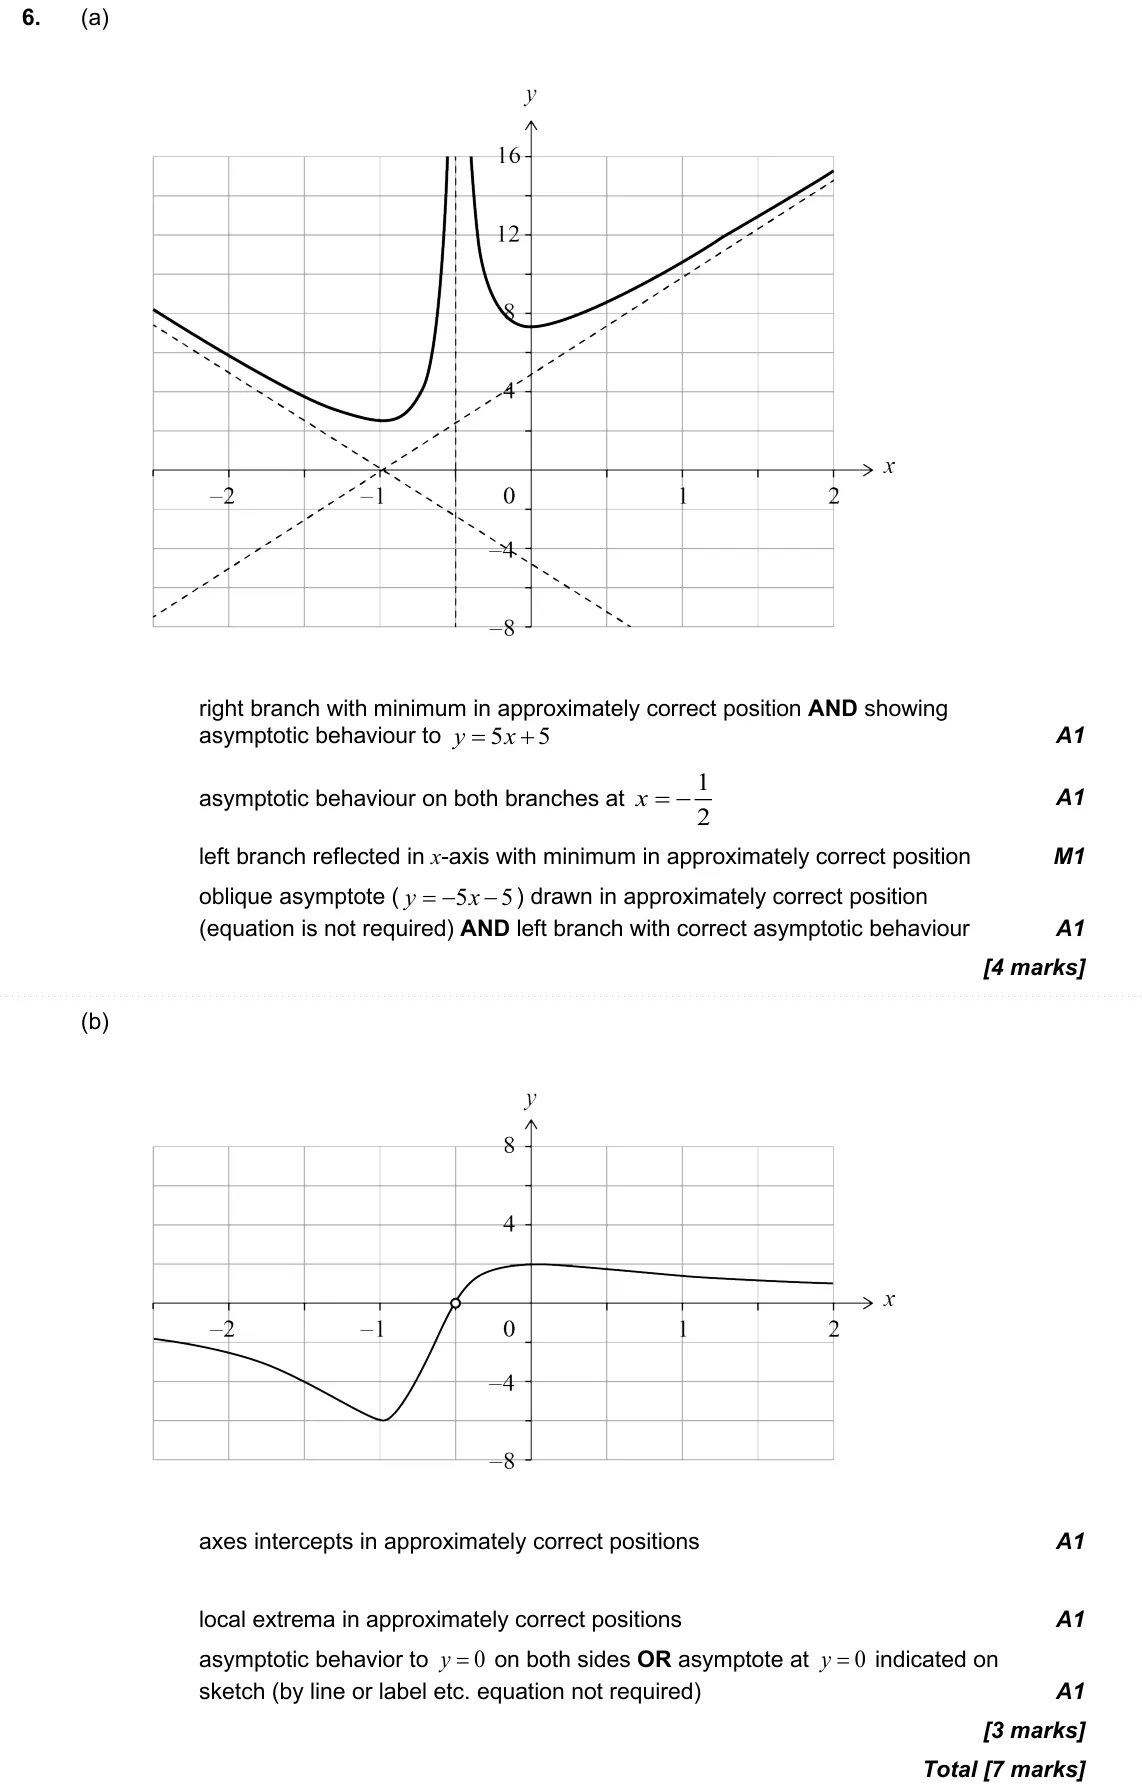 6. (a)
y
16
12
8
4
x
−2 −1 0 1 2
−4
−8
right branch with minimum in approximately correct position AND showing
asymptotic behaviour to y = 5x + 5 A1
asymptotic behaviour on both branches at x = −1/2 A1
left branch reflected in x-axis with minimum in approximately correct position M1
oblique asymptote ( y = −5x − 5 ) drawn in approximately correct position
(equation is not required) AND left branch with correct asymptotic behaviour A1
[4 marks]
(b)
y
8
4
x
−2 −1 0 1 2
−4
−8
axes intercepts in approximately correct positions A1
local extrema in approximately correct positions A1
asymptotic behavior to y = 0 on both sides OR asymptote at y = 0 indicated on
sketch (by line or label etc. equation not required) A1
[3 marks]
Total [7 marks]